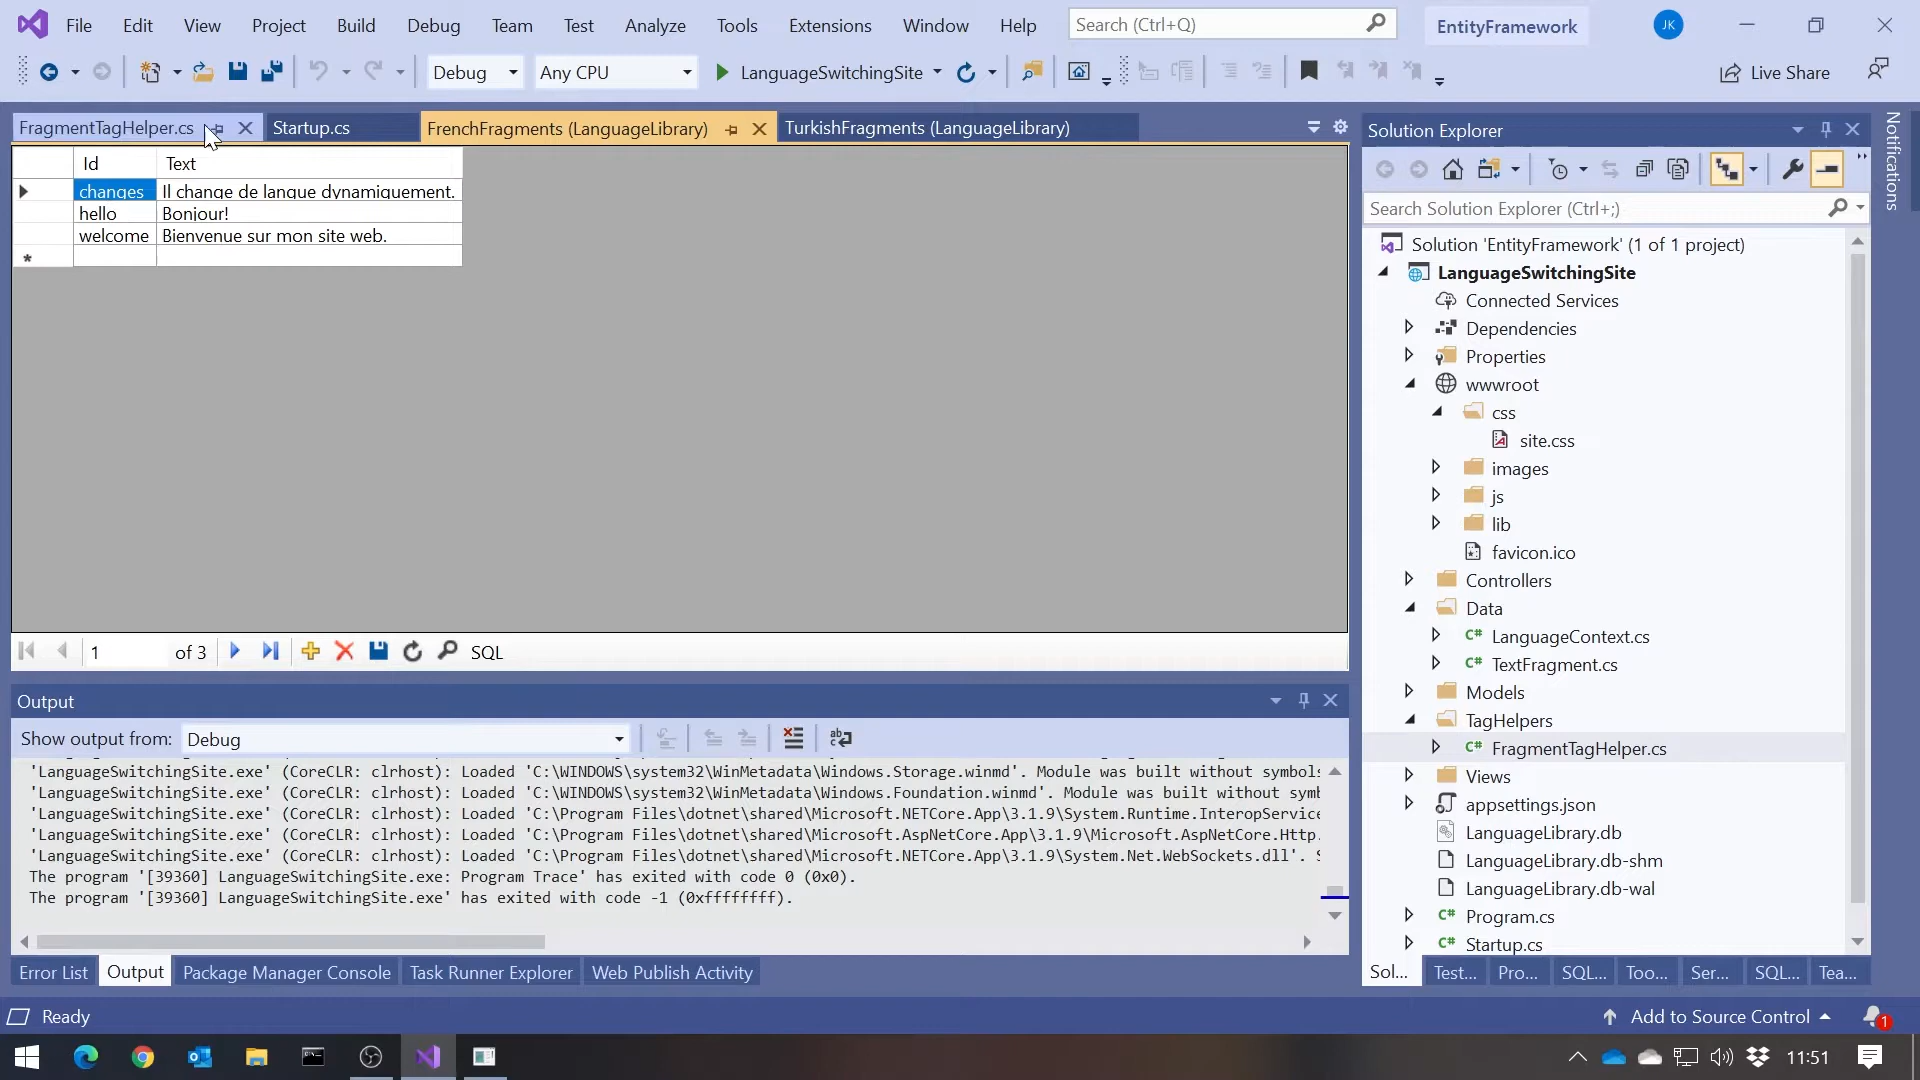 File Edit View Project Build Debug Team Test Analyze Tools Extensions Window Help Search (Ctrl+Q) EntityFramework JK
Debug Any CPU LanguageSwitchingSite Live Share
FragmentTagHelper.cs Startup.cs FrenchFragments (LanguageLibrary) TurkishFragments (LanguageLibrary)
Id Text
changes Il change de langue dynamiquement.
hello Bonjour!
welcome Bienvenue sur mon site web.
*
1 of 3 SQL
Output
Show output from: Debug
'LanguageSwitchingSite.exe' (CoreCLR: clrhost): Loaded 'C:\WINDOWS\system32\WinMetadata\Windows.Storage.winmd'. Module was built without symbols
'LanguageSwitchingSite.exe' (CoreCLR: clrhost): Loaded 'C:\WINDOWS\system32\WinMetadata\Windows.Foundation.winmd'. Module was built without symb
'LanguageSwitchingSite.exe' (CoreCLR: clrhost): Loaded 'C:\Program Files\dotnet\shared\Microsoft.NETCore.App\3.1.9\System.Runtime.InteropService
'LanguageSwitchingSite.exe' (CoreCLR: clrhost): Loaded 'C:\Program Files\dotnet\shared\Microsoft.AspNetCore.App\3.1.9\Microsoft.AspNetCore.Http.
'LanguageSwitchingSite.exe' (CoreCLR: clrhost): Loaded 'C:\Program Files\dotnet\shared\Microsoft.NETCore.App\3.1.9\System.Net.WebSockets.dll'. S
The program '[39360] LanguageSwitchingSite.exe: Program Trace' has exited with code 0 (0x0).
The program '[39360] LanguageSwitchingSite.exe' has exited with code -1 (0xffffffff).
Error List Output Package Manager Console Task Runner Explorer Web Publish Activity
Solution Explorer
Search Solution Explorer (Ctrl+;)
Solution 'EntityFramework' (1 of 1 project)
LanguageSwitchingSite
Connected Services
Dependencies
Properties
wwwroot
css
site.css
images
js
lib
favicon.ico
Controllers
Data
C# LanguageContext.cs
C# TextFragment.cs
Models
TagHelpers
C# FragmentTagHelper.cs
Views
appsettings.json
LanguageLibrary.db
LanguageLibrary.db-shm
LanguageLibrary.db-wal
C# Program.cs
C# Startup.cs
Sol... Test... Pro... SQL... Too... Ser... SQL... Tea...
Notifications
Ready Add to Source Control 1
11:51